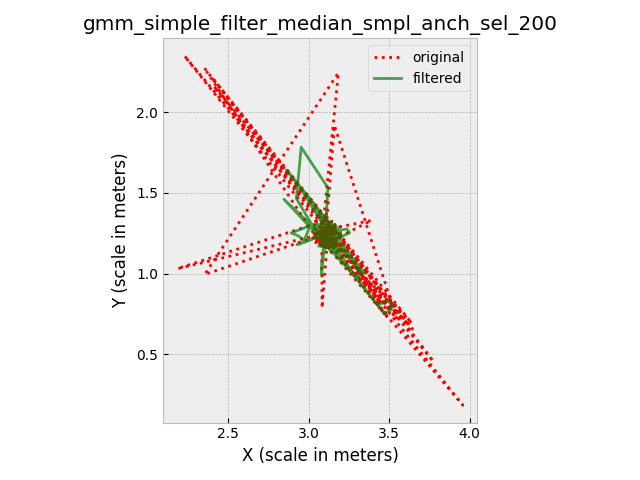 gmm_simple_filter_median_smpl_anch_sel_200
original
filtered
2.0
1.5
1.0
0.5
Y (scale in meters)
2.5
3.0
3.5
4.0
X (scale in meters)